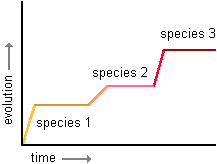 species 3
species 2
species 1
evolution
time